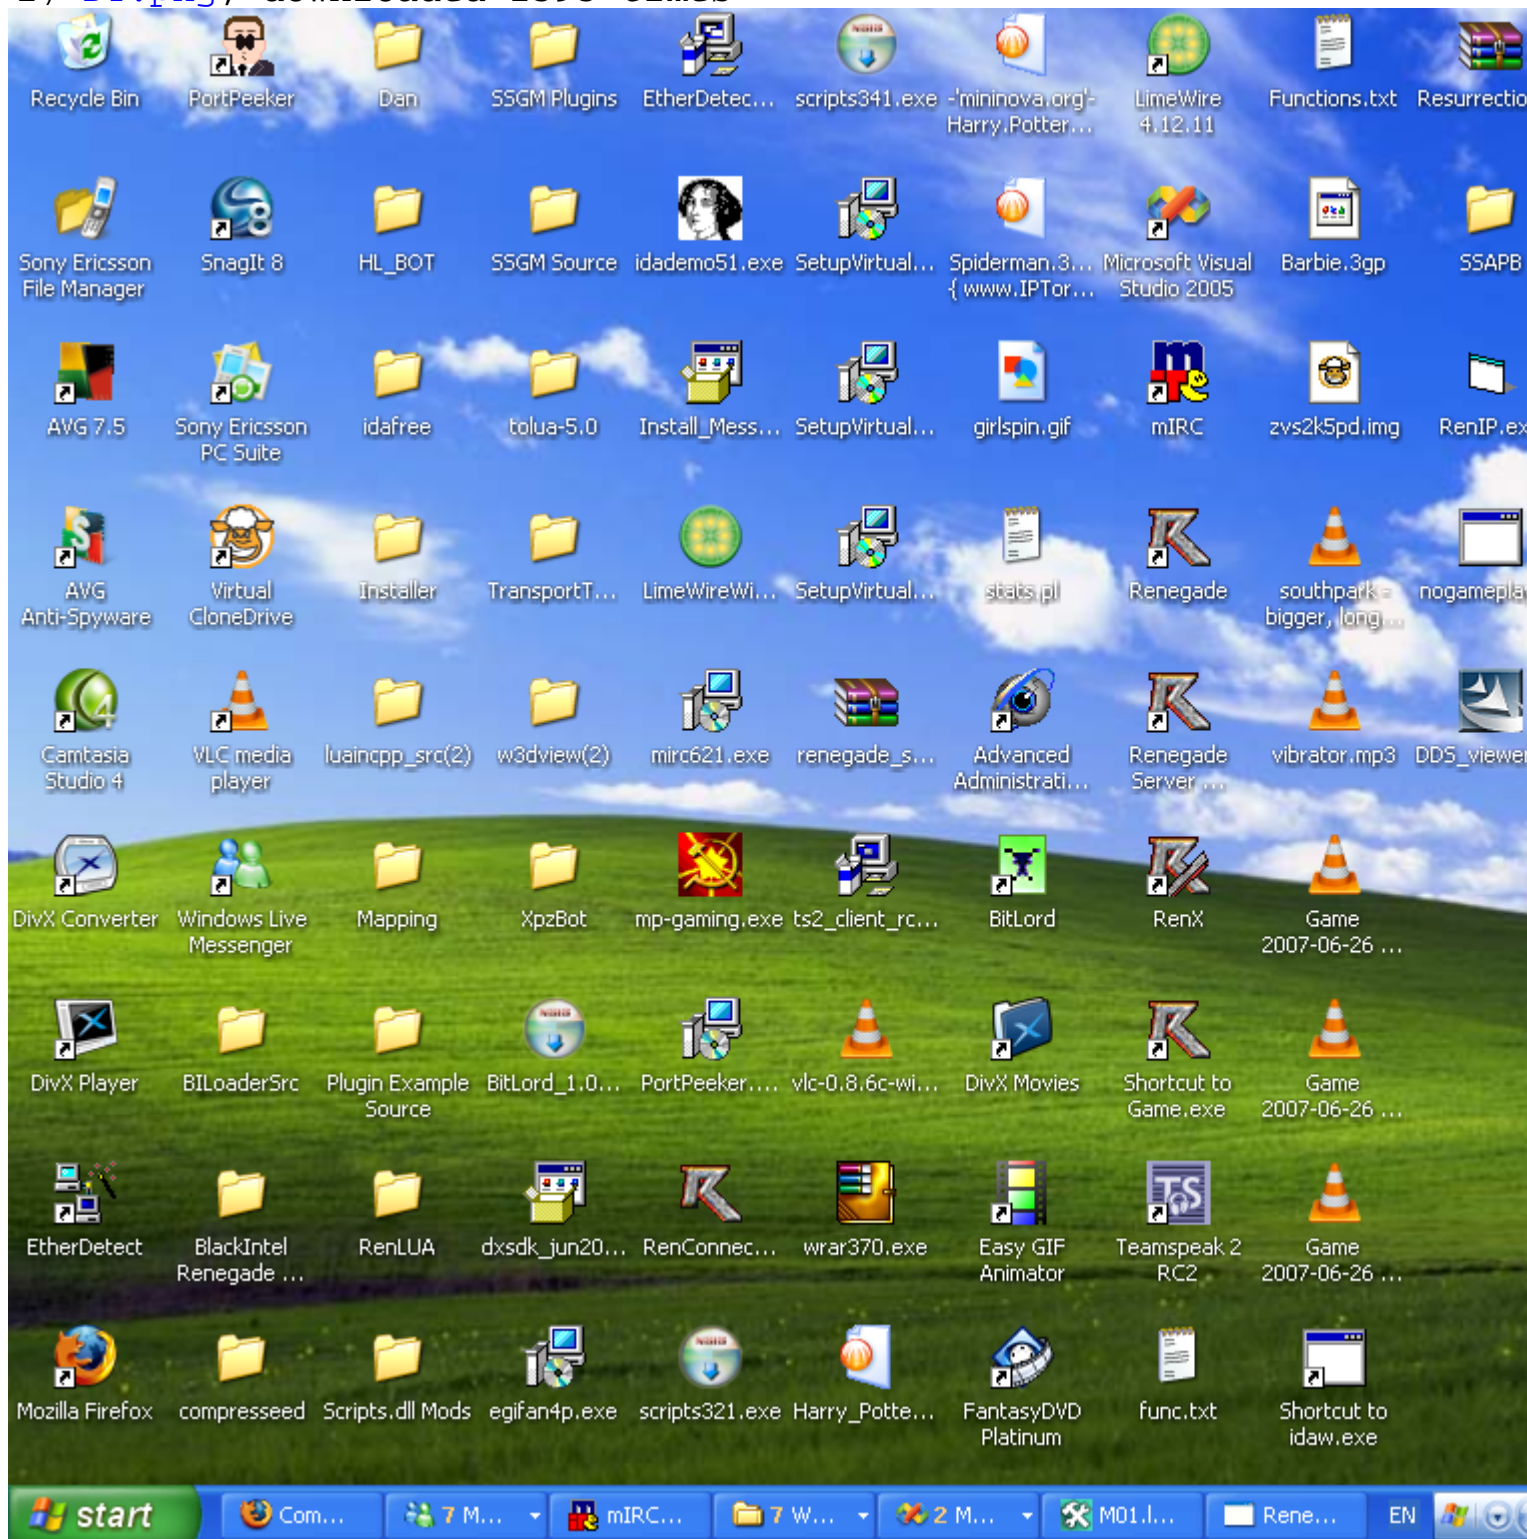 Recycle Bin PortPeeker Dan SSGM Plugins EtherDetec... scripts341.exe -'mininova.org'- LimeWire Functions.txt Resurrectio
Harry.Potter... 4.12.11
Sony Ericsson SnagIt 8 HL_BOT SSGM Source idademo51.exe SetupVirtual... Spiderman.3... Microsoft Visual Barbie.3gp SSAPB
File Manager { www.IPTor... Studio 2005
AVG 7.5 Sony Ericsson idafree tolua-5.0 Install_Mess... SetupVirtual... girlspin.gif mIRC zvs2k5pd.img RenIP.ex
PC Suite
AVG Virtual Installer TransportT... LimeWireWi... SetupVirtual... stats.pl Renegade southpark - nogamepla
Anti-Spyware CloneDrive bigger, long...
Camtasia VLC media luaincpp_src(2) w3dview(2) mirc621.exe renegade_s... Advanced Renegade vibrator.mp3 DDS_viewer
Studio 4 player Administrati... Server ...
DivX Converter Windows Live Mapping XpzBot mp-gaming.exe ts2_client_rc... BitLord RenX Game
Messenger 2007-06-26 ...
DivX Player BILoaderSrc Plugin Example BitLord_1.0... PortPeeker.... vlc-0.8.6c-wi... DivX Movies Shortcut to Game
Source Game.exe 2007-06-26 ...
EtherDetect BlackIntel RenLUA dxsdk_jun20... RenConnec... wrar370.exe Easy GIF Teamspeak 2 Game
Renegade ... Animator RC2 2007-06-26 ...
Mozilla Firefox compresseed Scripts.dll Mods egifan4p.exe scripts321.exe Harry_Potte... FantasyDVD func.txt Shortcut to
Platinum idaw.exe
start Com... 7 M... mIRC... 7 W... 2 M... M01.l... Rene... EN